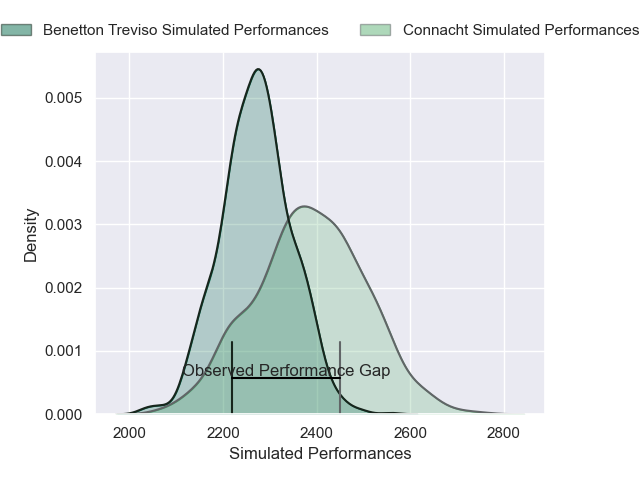 Benetton Treviso Simulated Performances
Connacht Simulated Performances
0.005
0.004
0.003
0.002
0.001
0.000
Density
Observed Performance Gap
2000
2200
2400
2600
2800
Simulated Performances